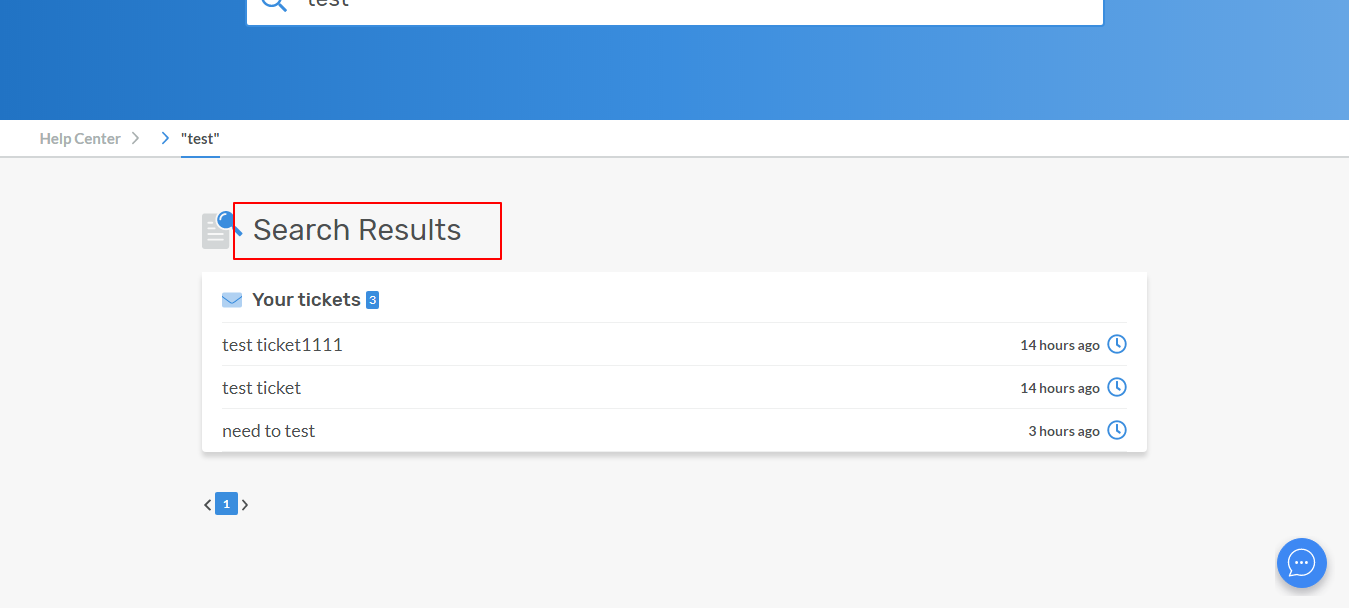 test
Help Center "test"
Search Results
Your tickets 3
test ticket1111 14 hours ago
test ticket 14 hours ago
need to test 3 hours ago
1